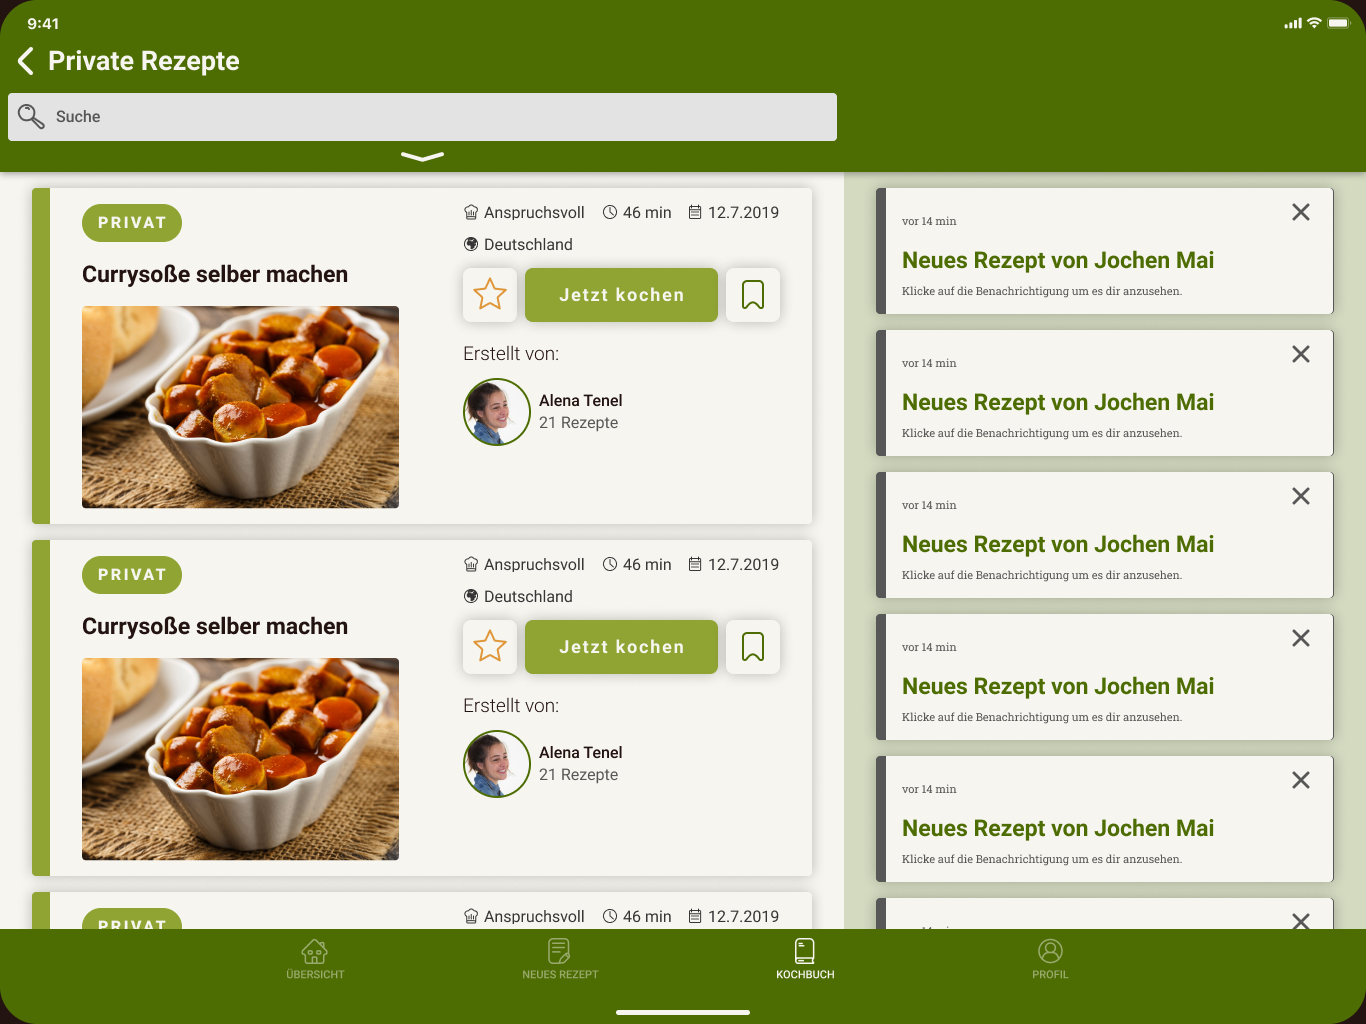 9:41
Private Rezepte
Suche
PRIVAT
Currysoße selber machen
Anspruchsvoll 46 min 12.7.2019
Deutschland
Jetzt kochen
Erstellt von:
Alena Tenel
21 Rezepte
PRIVAT
Currysoße selber machen
Anspruchsvoll 46 min 12.7.2019
Deutschland
Jetzt kochen
Erstellt von:
Alena Tenel
21 Rezepte
PRIVAT
Anspruchsvoll 46 min 12.7.2019
vor 14 min
Neues Rezept von Jochen Mai
Klicke auf die Benachrichtigung um es dir anzusehen.
vor 14 min
Neues Rezept von Jochen Mai
Klicke auf die Benachrichtigung um es dir anzusehen.
vor 14 min
Neues Rezept von Jochen Mai
Klicke auf die Benachrichtigung um es dir anzusehen.
vor 14 min
Neues Rezept von Jochen Mai
Klicke auf die Benachrichtigung um es dir anzusehen.
vor 14 min
Neues Rezept von Jochen Mai
Klicke auf die Benachrichtigung um es dir anzusehen.
ÜBERSICHT
NEUES REZEPT
KOCHBUCH
PROFIL